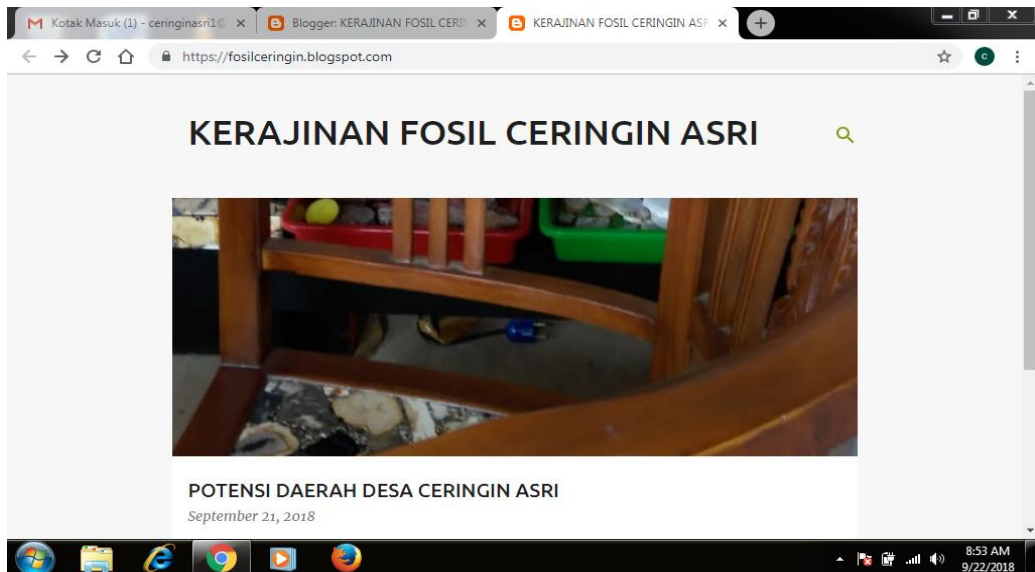 Kotak Masuk (1) - ceringinasri1@
Blogger: KERAJINAN FOSIL CERIN
KERAJINAN FOSIL CERINGIN ASR
https://fosilceringin.blogspot.com
C
KERAJINAN FOSIL CERINGIN ASRI
POTENSI DAERAH DESA CERINGIN ASRI
September 21, 2018
8:53 AM
9/22/2018